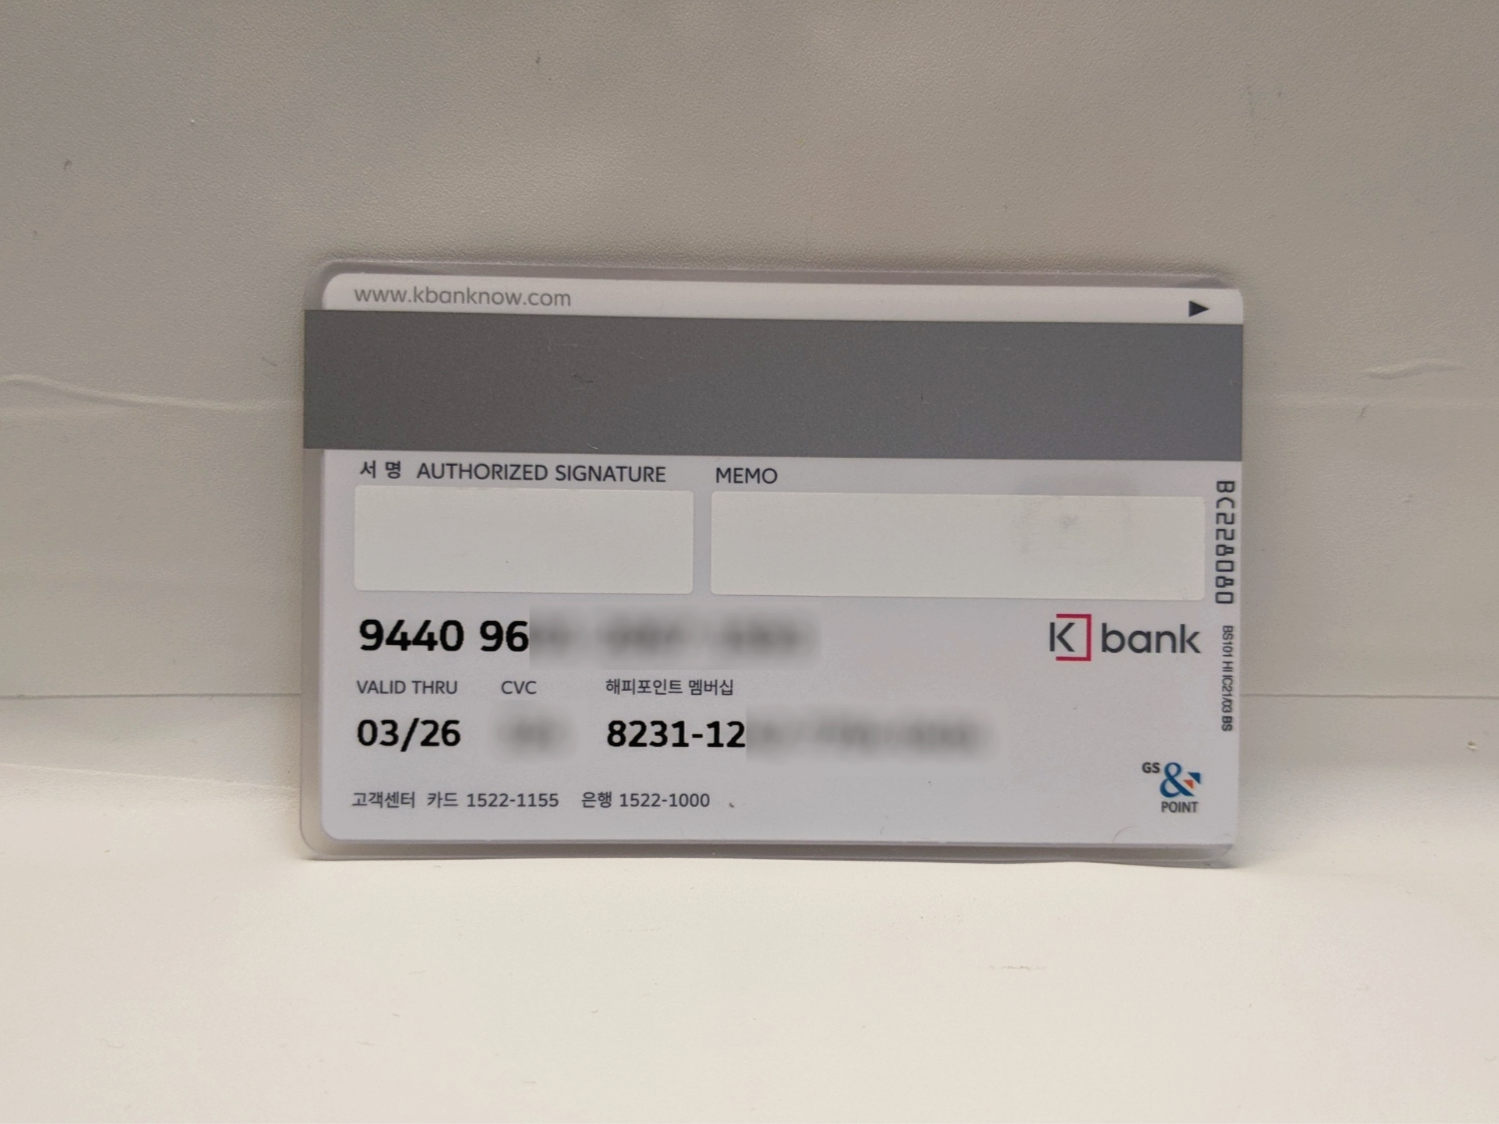 www.kbanknow.com
서 명 AUTHORIZED SIGNATURE MEMO
9440 96
K bank
VALID THRU CVC 해피포인트 멤버십
03/26 8231-12
고객센터 카드 1522-1155 은행 1522-1000
GS & POINT
BC228080
BS101 HI IC21/03 BS